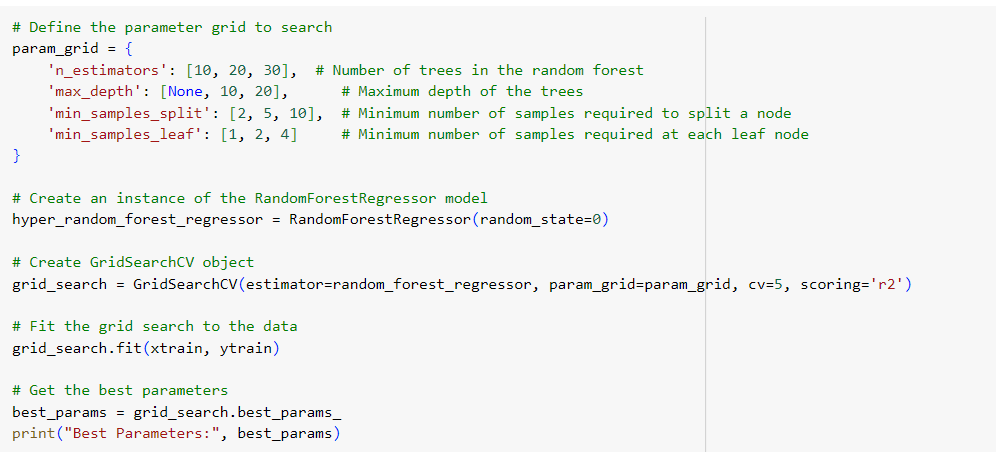 # Define the parameter grid to search
param_grid = {
    'n_estimators': [10, 20, 30],  # Number of trees in the random forest
    'max_depth': [None, 10, 20],      # Maximum depth of the trees
    'min_samples_split': [2, 5, 10],  # Minimum number of samples required to split a node
    'min_samples_leaf': [1, 2, 4]     # Minimum number of samples required at each leaf node
}
# Create an instance of the RandomForestRegressor model
hyper_random_forest_regressor = RandomForestRegressor(random_state=0)
# Create GridSearchCV object
grid_search = GridSearchCV(estimator=random_forest_regressor, param_grid=param_grid, cv=5, scoring='r2')
# Fit the grid search to the data
grid_search.fit(xtrain, ytrain)
# Get the best parameters
best_params = grid_search.best_params_
print("Best Parameters:", best_params)